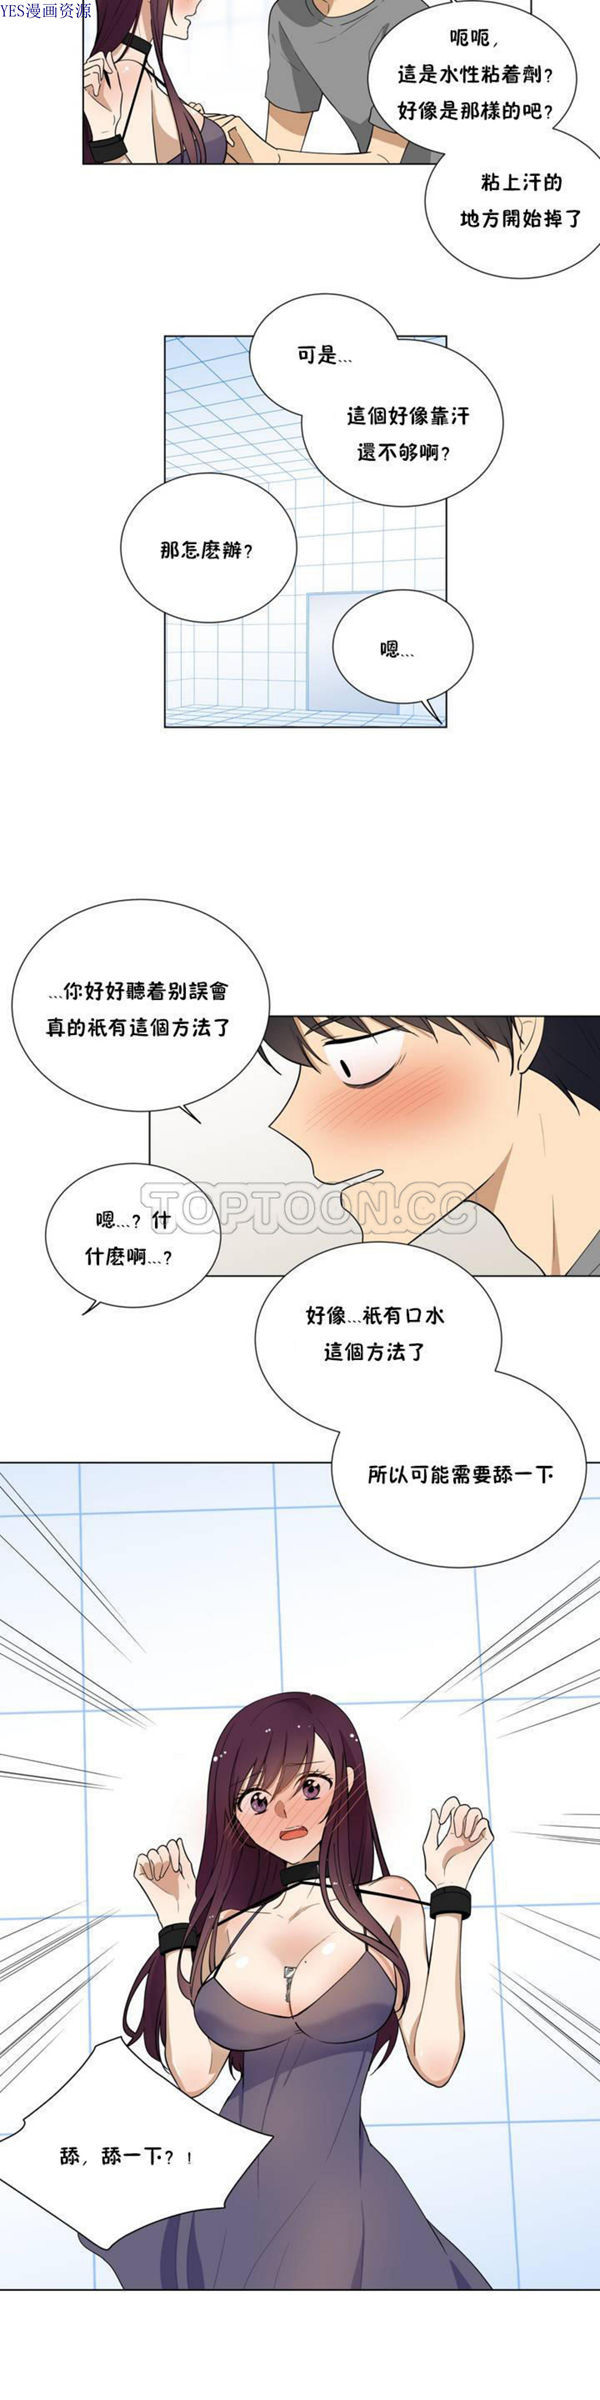 YES漫画资源
呃呃,
這是水性粘着劑?
好像是那樣的吧?
粘上汗的
地方開始掉了
可是...
這個好像靠汗
還不够啊?
那怎麽辦?
嗯...
...你好好聽着别誤會
真的衹有這個方法了
TOPTOON.CC
嗯...? 什
什麽啊...?
好像...衹有口水
這個方法了
所以可能需要舔一下
舔, 舔一下? !